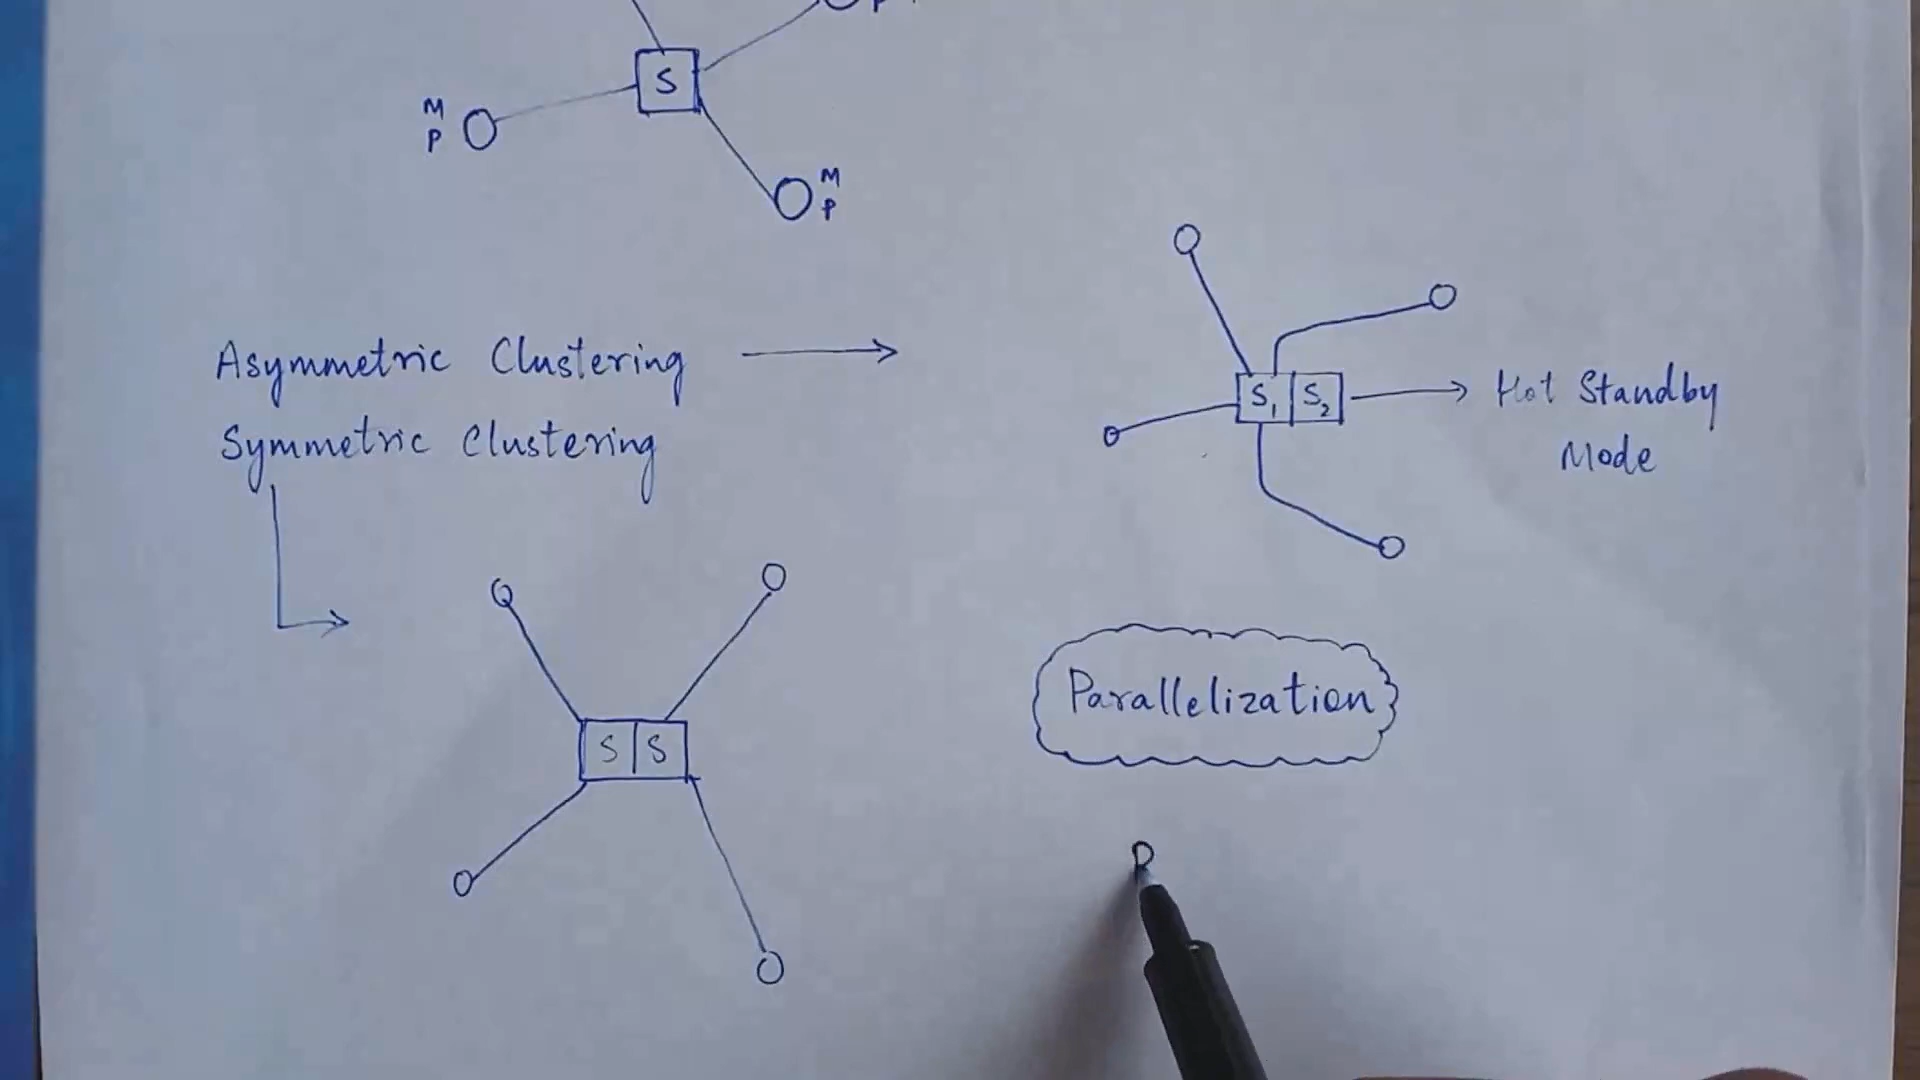 P
S
M
P
M
P
Asymmetric Clustering
Symmetric Clustering
S₁ S₂
Hot Standby
Mode
S S
Parallelization
P